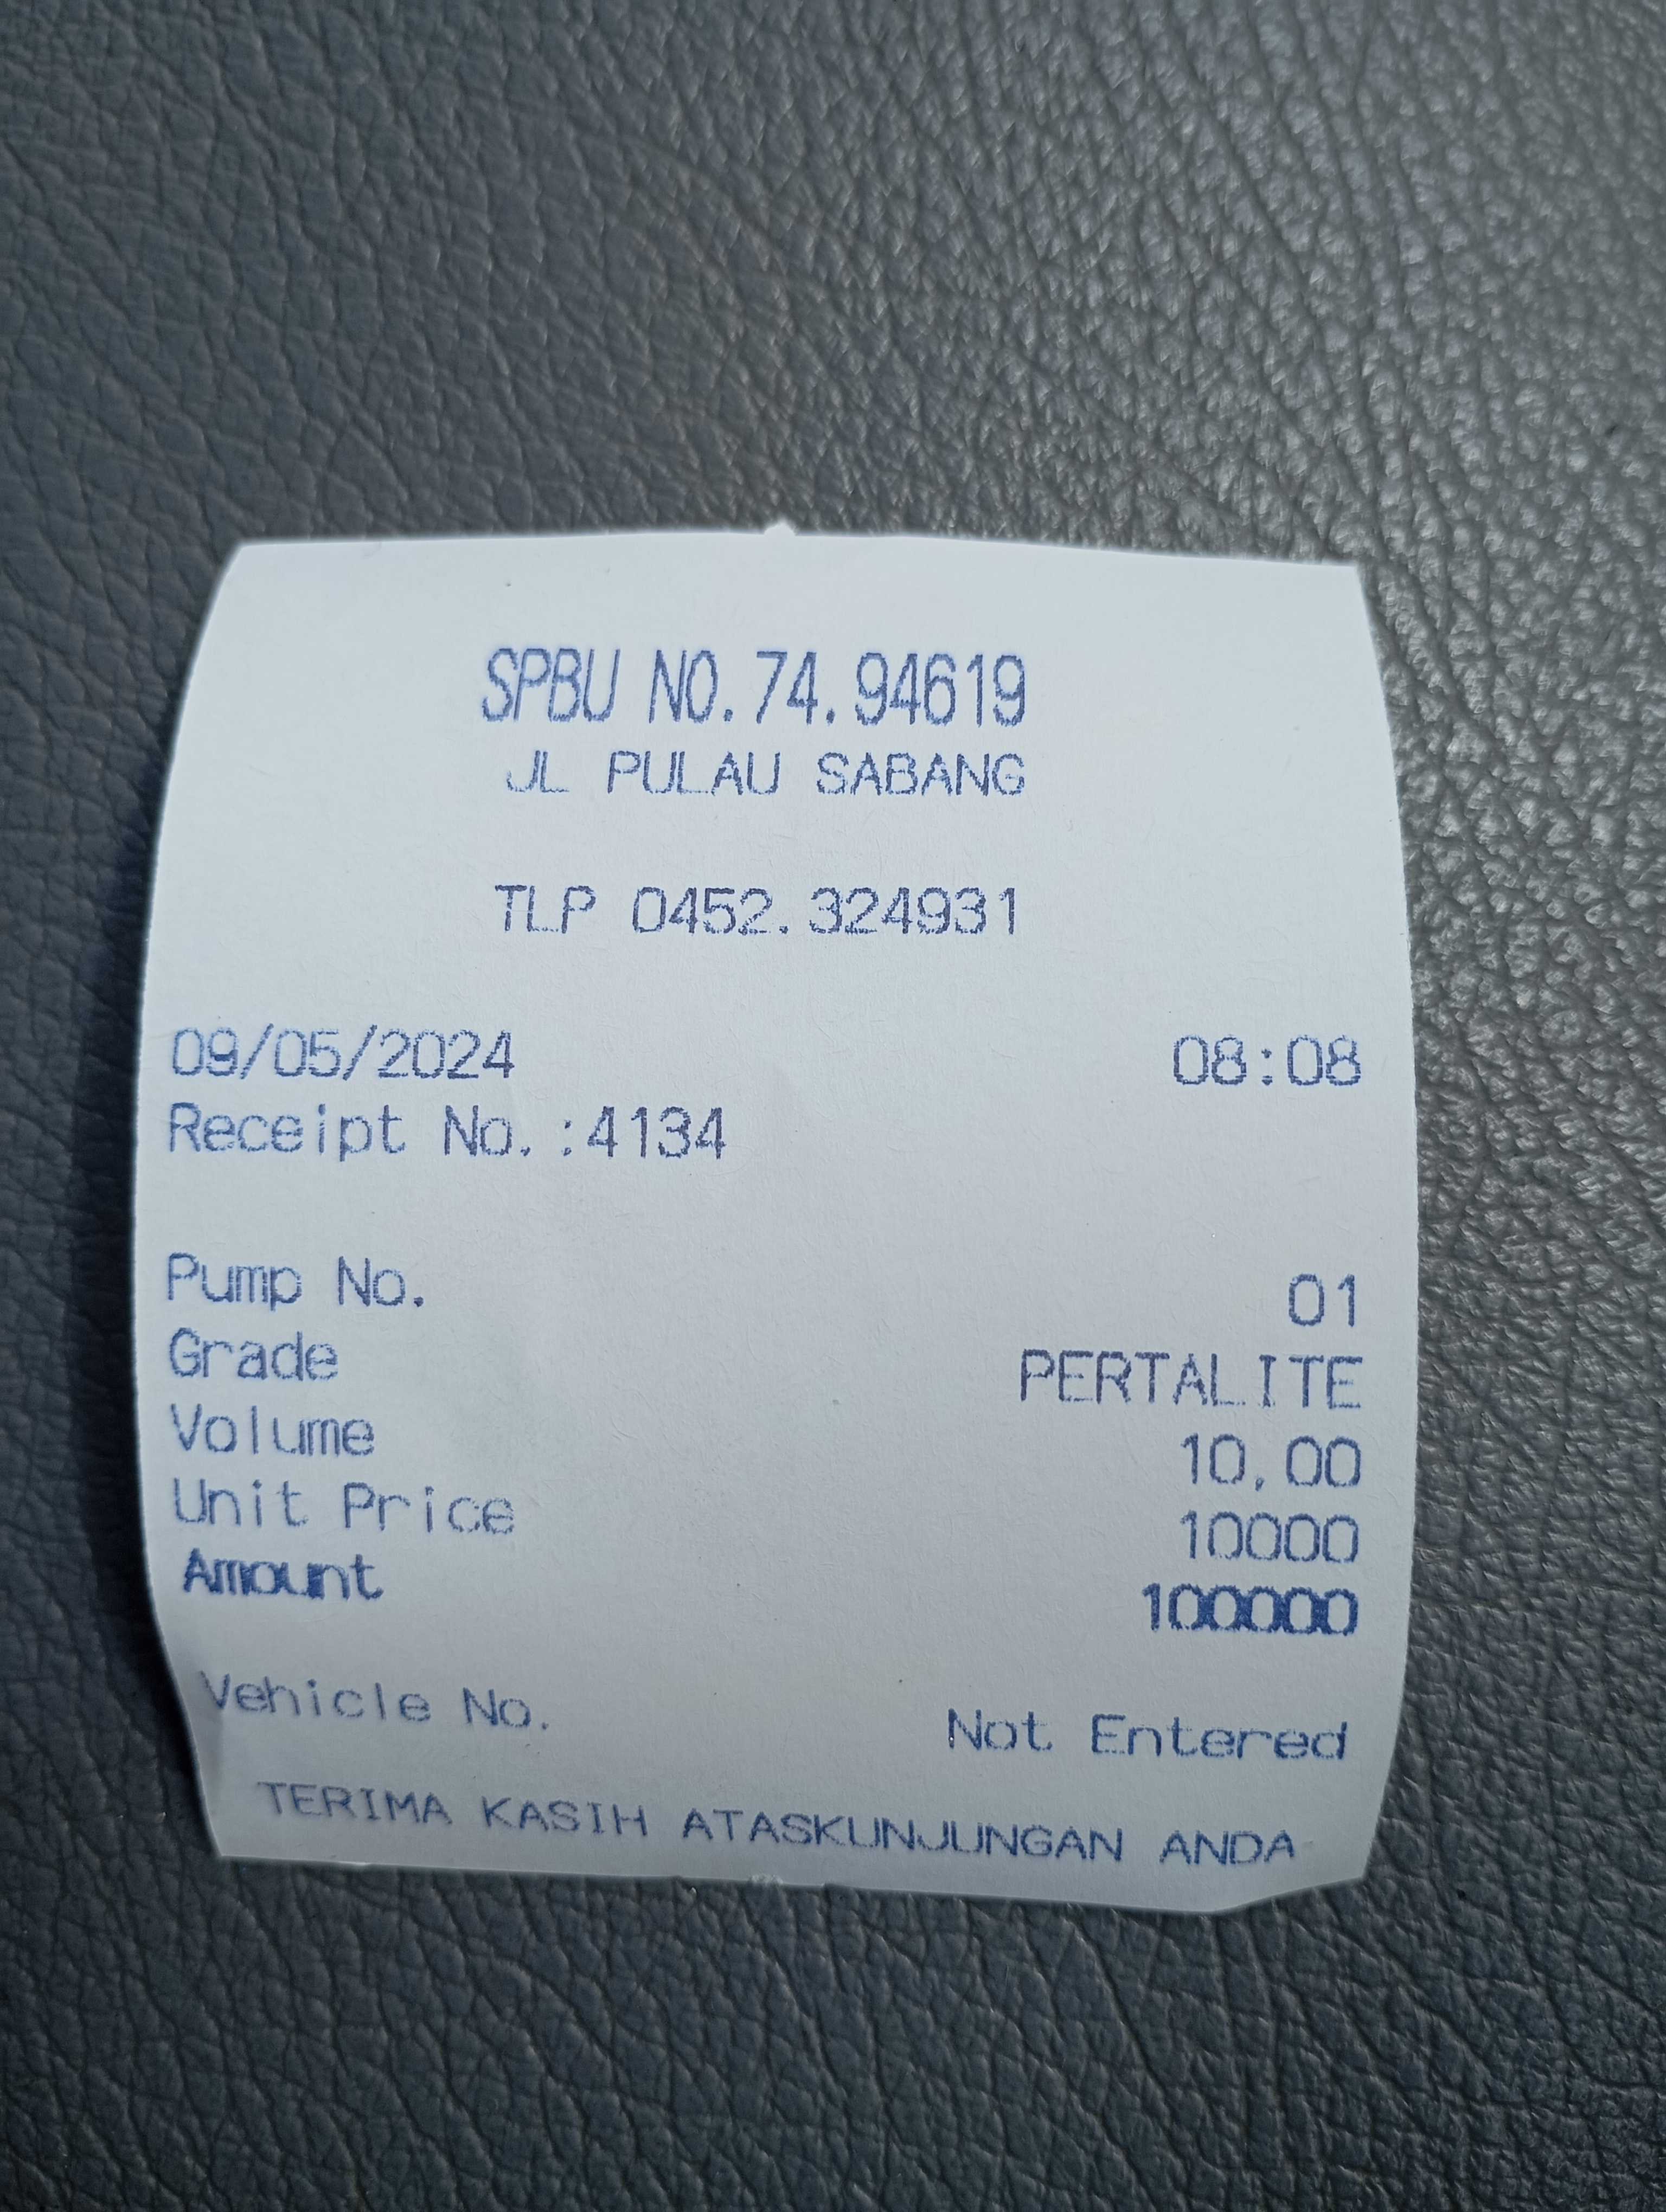 SPBU NO.74.94619
JL PULAU SABANG
TLP 0452.324931
09/05/2024 08:08
Receipt No.:4134
Pump No. 01
Grade PERTALITE
Volume 10,00
Unit Price 10000
Amount 100000
Vehicle No. Not Entered
TERIMA KASIH ATASKUNJUNGAN ANDA